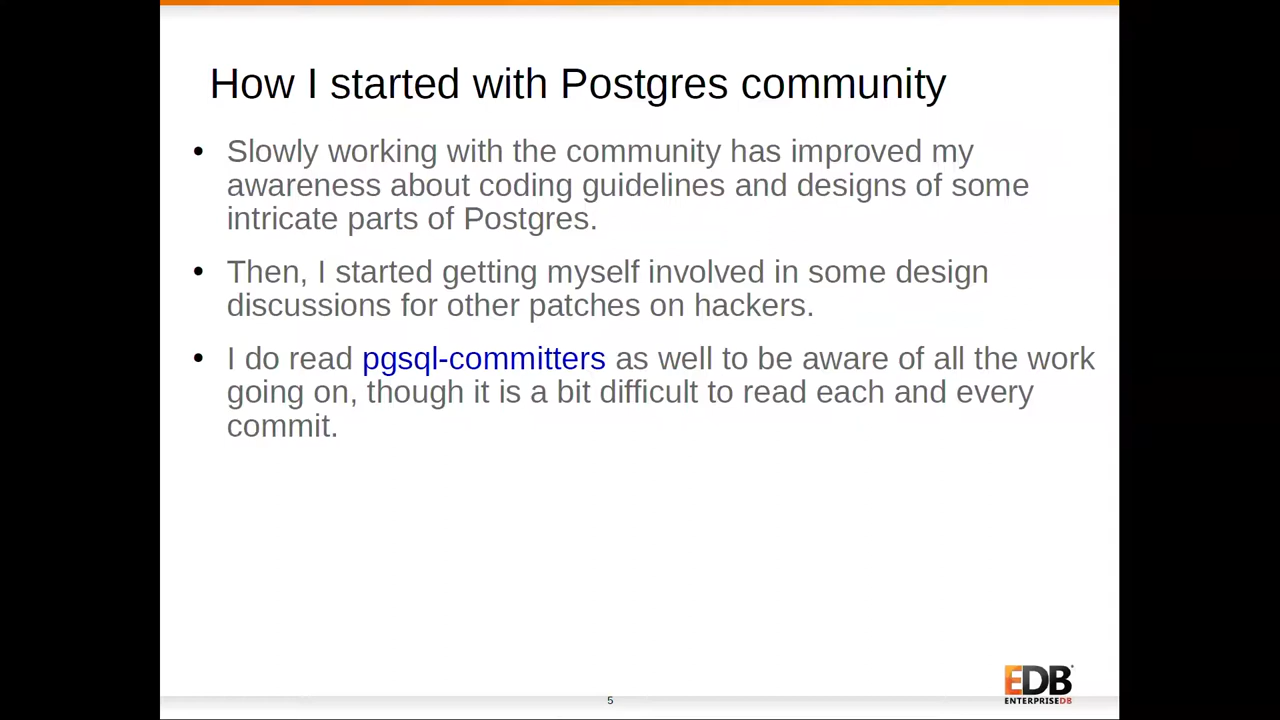 How I started with Postgres community
• Slowly working with the community has improved my
awareness about coding guidelines and designs of some
intricate parts of Postgres.
• Then, I started getting myself involved in some design
discussions for other patches on hackers.
• I do read pgsql-committers as well to be aware of all the work
going on, though it is a bit difficult to read each and every
commit.
EDB
ENTERPRISEDB
5